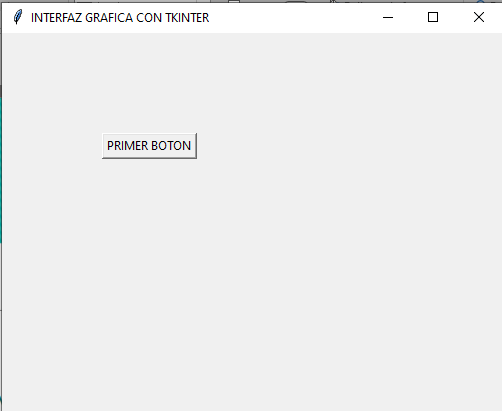 INTERFAZ GRAFICA CON TKINTER
PRIMER BOTON